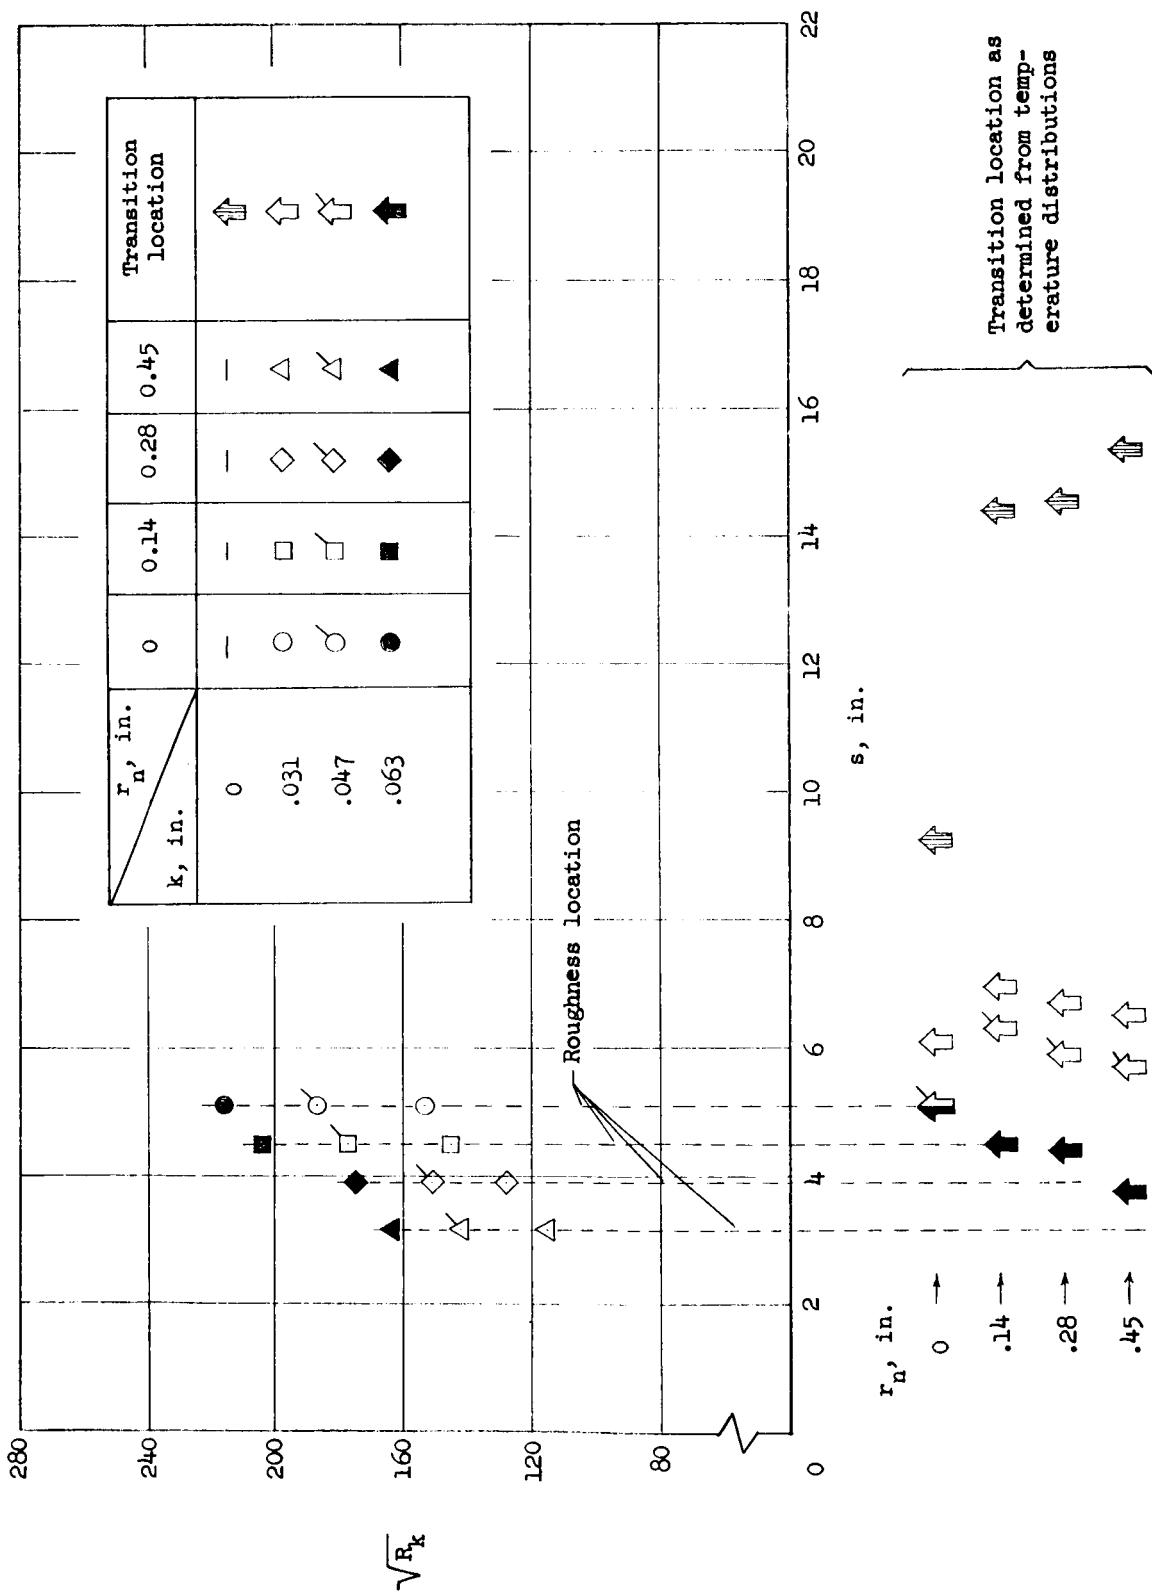 280
240
200
160
120
80
0
√R_k
r_n, in.
k, in.
0
0.14
0.28
0.45
Transition
location
0
.031
.047
.063
Roughness location
2
4
6
8
10
12
14
16
18
20
22
s, in.
r_n, in.
0
.14
.28
.45
Transition location as
determined from temp-
erature distributions